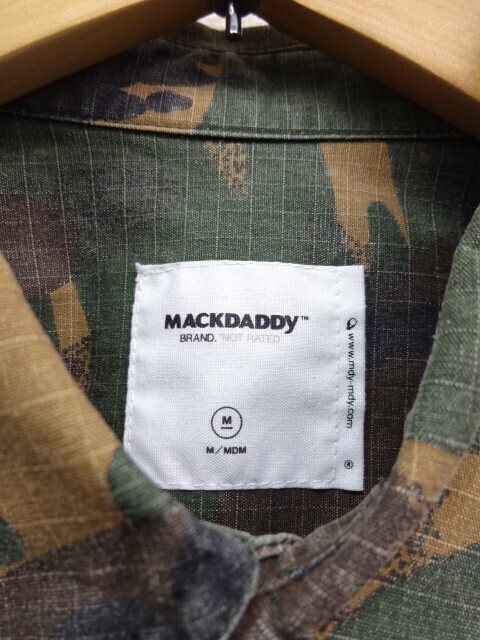 MACKDADDY™
BRAND. "NOT RATED
M
M/MDM
www.mdy-mdy.com
®